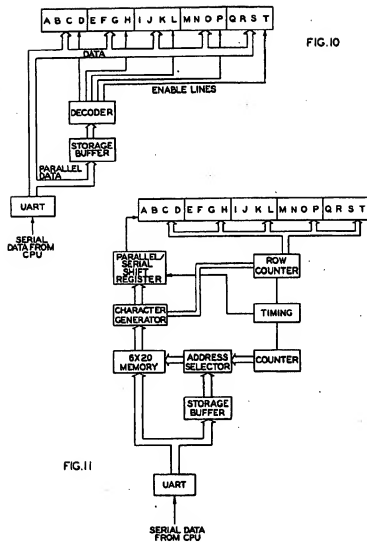 A B C D E F G H I J K L M N O P Q R S T
FIG.10
DATA
ENABLE LINES
DECODER
STORAGE
BUFFER
PARALLEL
DATA
UART
SERIAL
DATA FROM
CPU
A B C D E F G H I J K L M N O P Q R S T
PARALLEL/
SERIAL
SHIFT
REGISTER
ROW
COUNTER
CHARACTER
GENERATOR
TIMING
6X20
MEMORY
ADDRESS
SELECTOR
COUNTER
STORAGE
BUFFER
FIG.11
UART
SERIAL DATA
FROM CPU